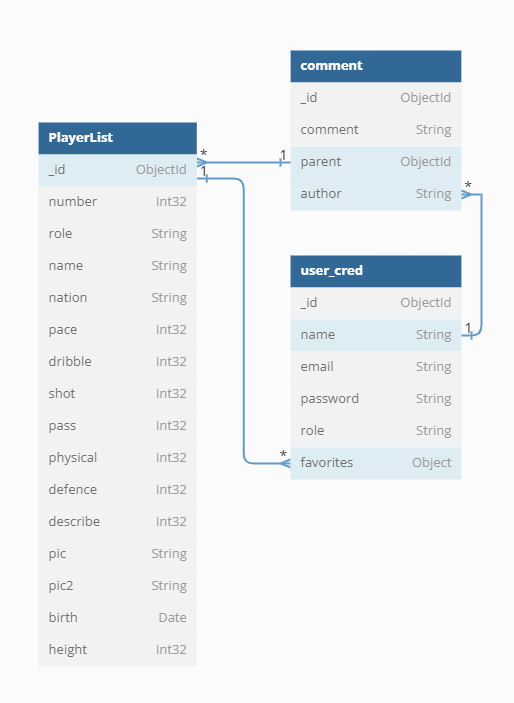 comment
_id ObjectId
comment String
parent ObjectId
author String
PlayerList
_id ObjectId
number Int32
role String
name String
nation String
pace Int32
dribble Int32
shot Int32
pass Int32
physical Int32
defence Int32
describe Int32
pic String
pic2 String
birth Date
height Int32
user_cred
_id ObjectId
name String
email String
password String
role String
favorites Object
* 1
1 *
* 1